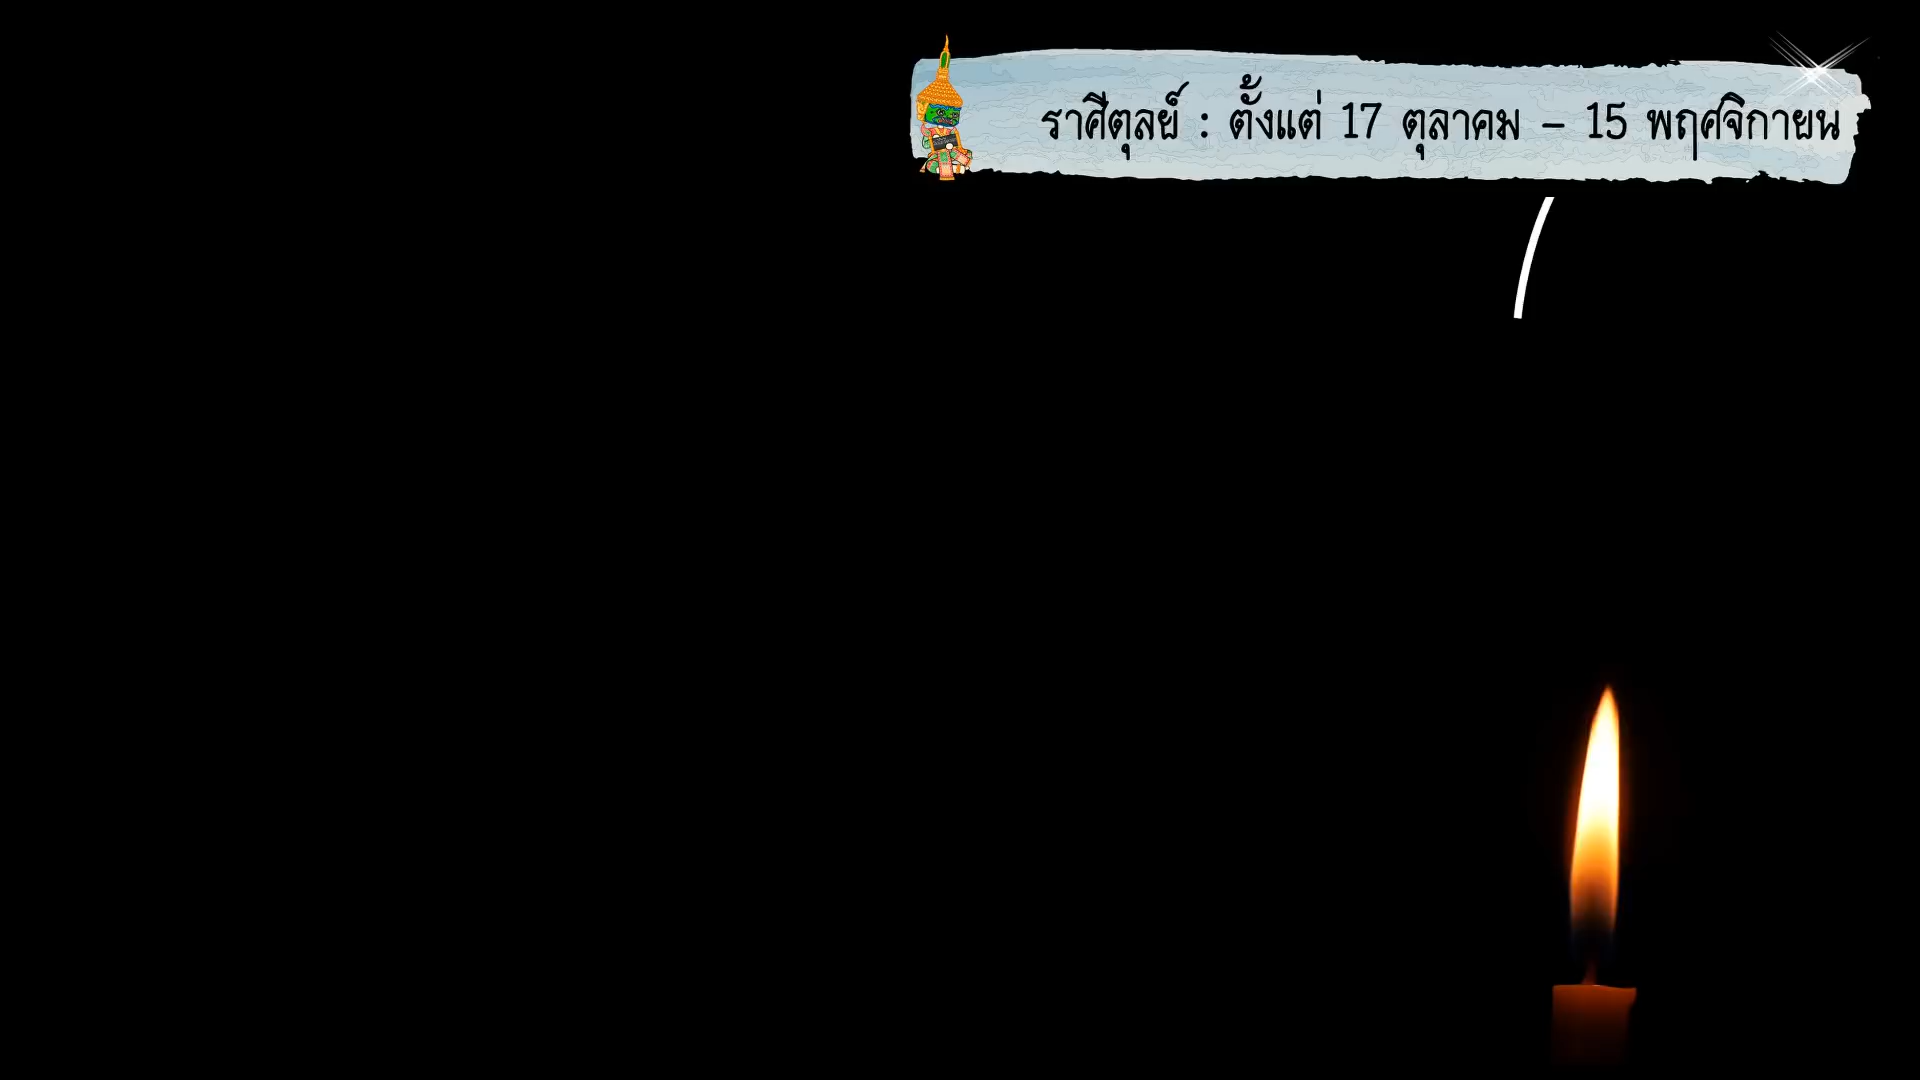 ราศีตุลย์ : ตั้งแต่ 17 ตุลาคม – 15 พฤศจิกายน